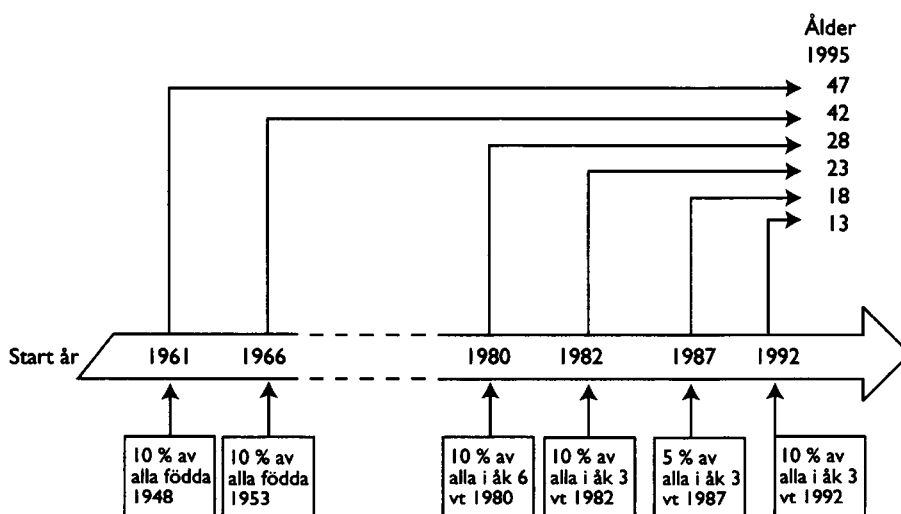 Ålder
1995
47
42
28
23
18
13
Start år
1961
1966
1980
1982
1987
1992
10 % av
alla födda
1948
10 % av
alla födda
1953
10 % av
alla i åk 6
vt 1980
10 % av
alla i åk 3
vt 1982
5 % av
alla i åk 3
vt 1987
10 % av
alla i åk 3
vt 1992